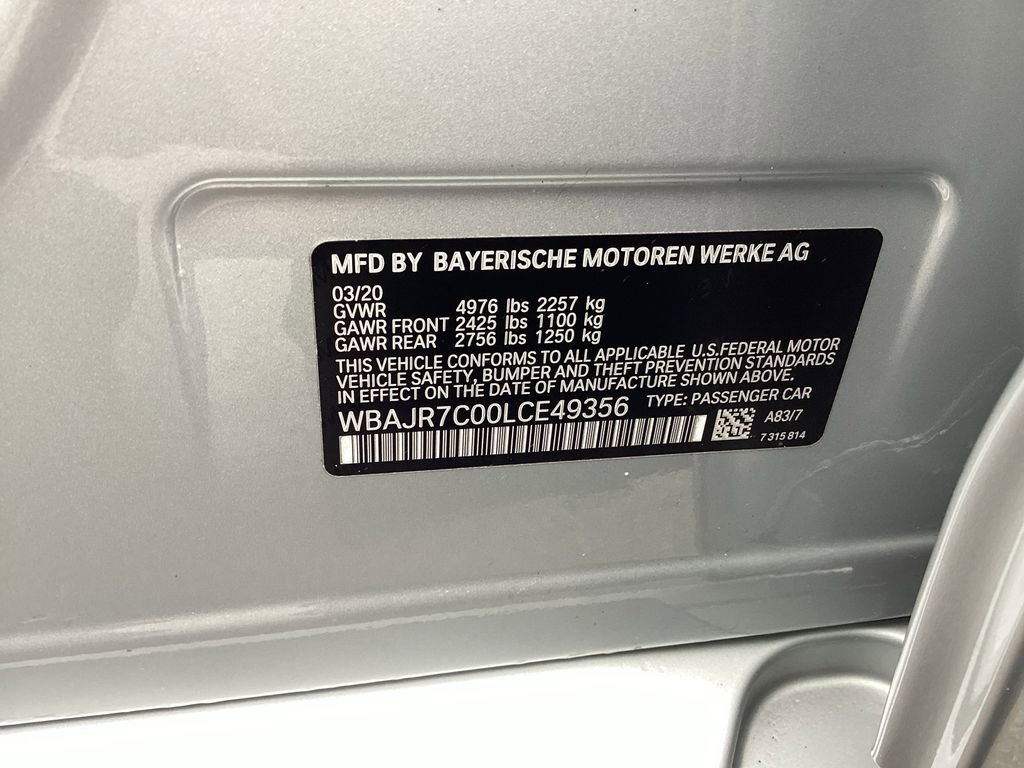 MFD BY BAYERISCHE MOTOREN WERKE AG
03/20
GVWR 4976 lbs 2257 kg
GAWR FRONT 2425 lbs 1100 kg
GAWR REAR 2756 lbs 1250 kg
THIS VEHICLE CONFORMS TO ALL APPLICABLE U.S.FEDERAL MOTOR
VEHICLE SAFETY, BUMPER AND THEFT PREVENTION STANDARDS
IN EFFECT ON THE DATE OF MANUFACTURE SHOWN ABOVE.
WBAJR7C00LCE49356 TYPE: PASSENGER CAR
A83/7
7 315 814